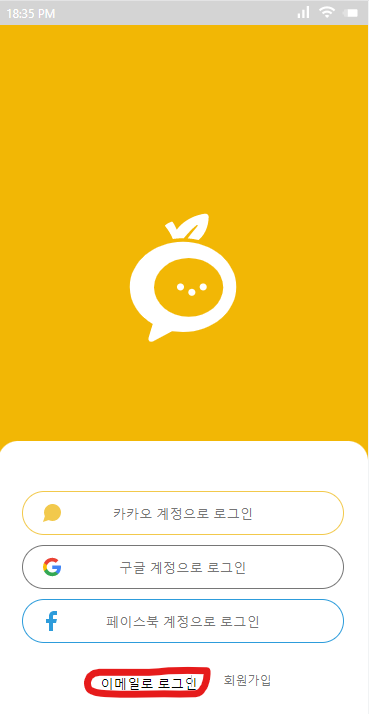 18:35 PM
카카오 계정으로 로그인
구글 계정으로 로그인
페이스북 계정으로 로그인
이메일로 로그인 회원가입